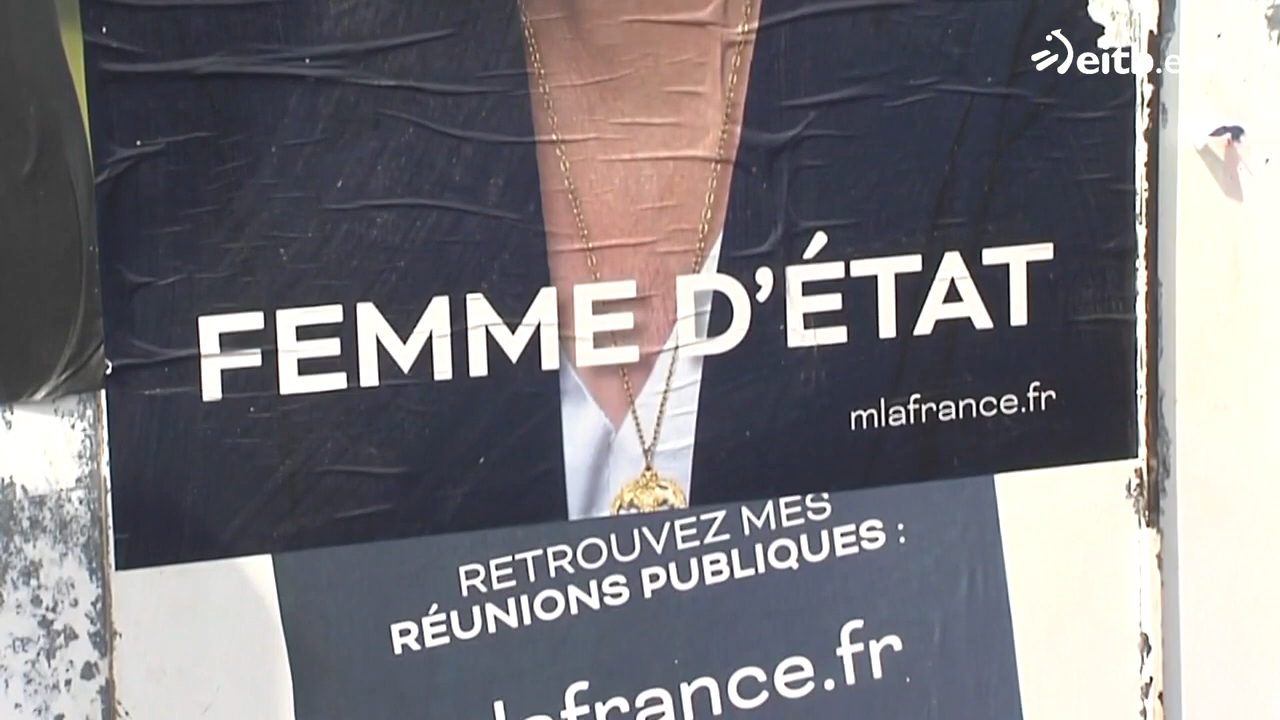 eitb.e
FEMME D'ÉTAT
mlafrance.fr
RETROUVEZ MES
RÉUNIONS PUBLIQUES :
lafrance.fr